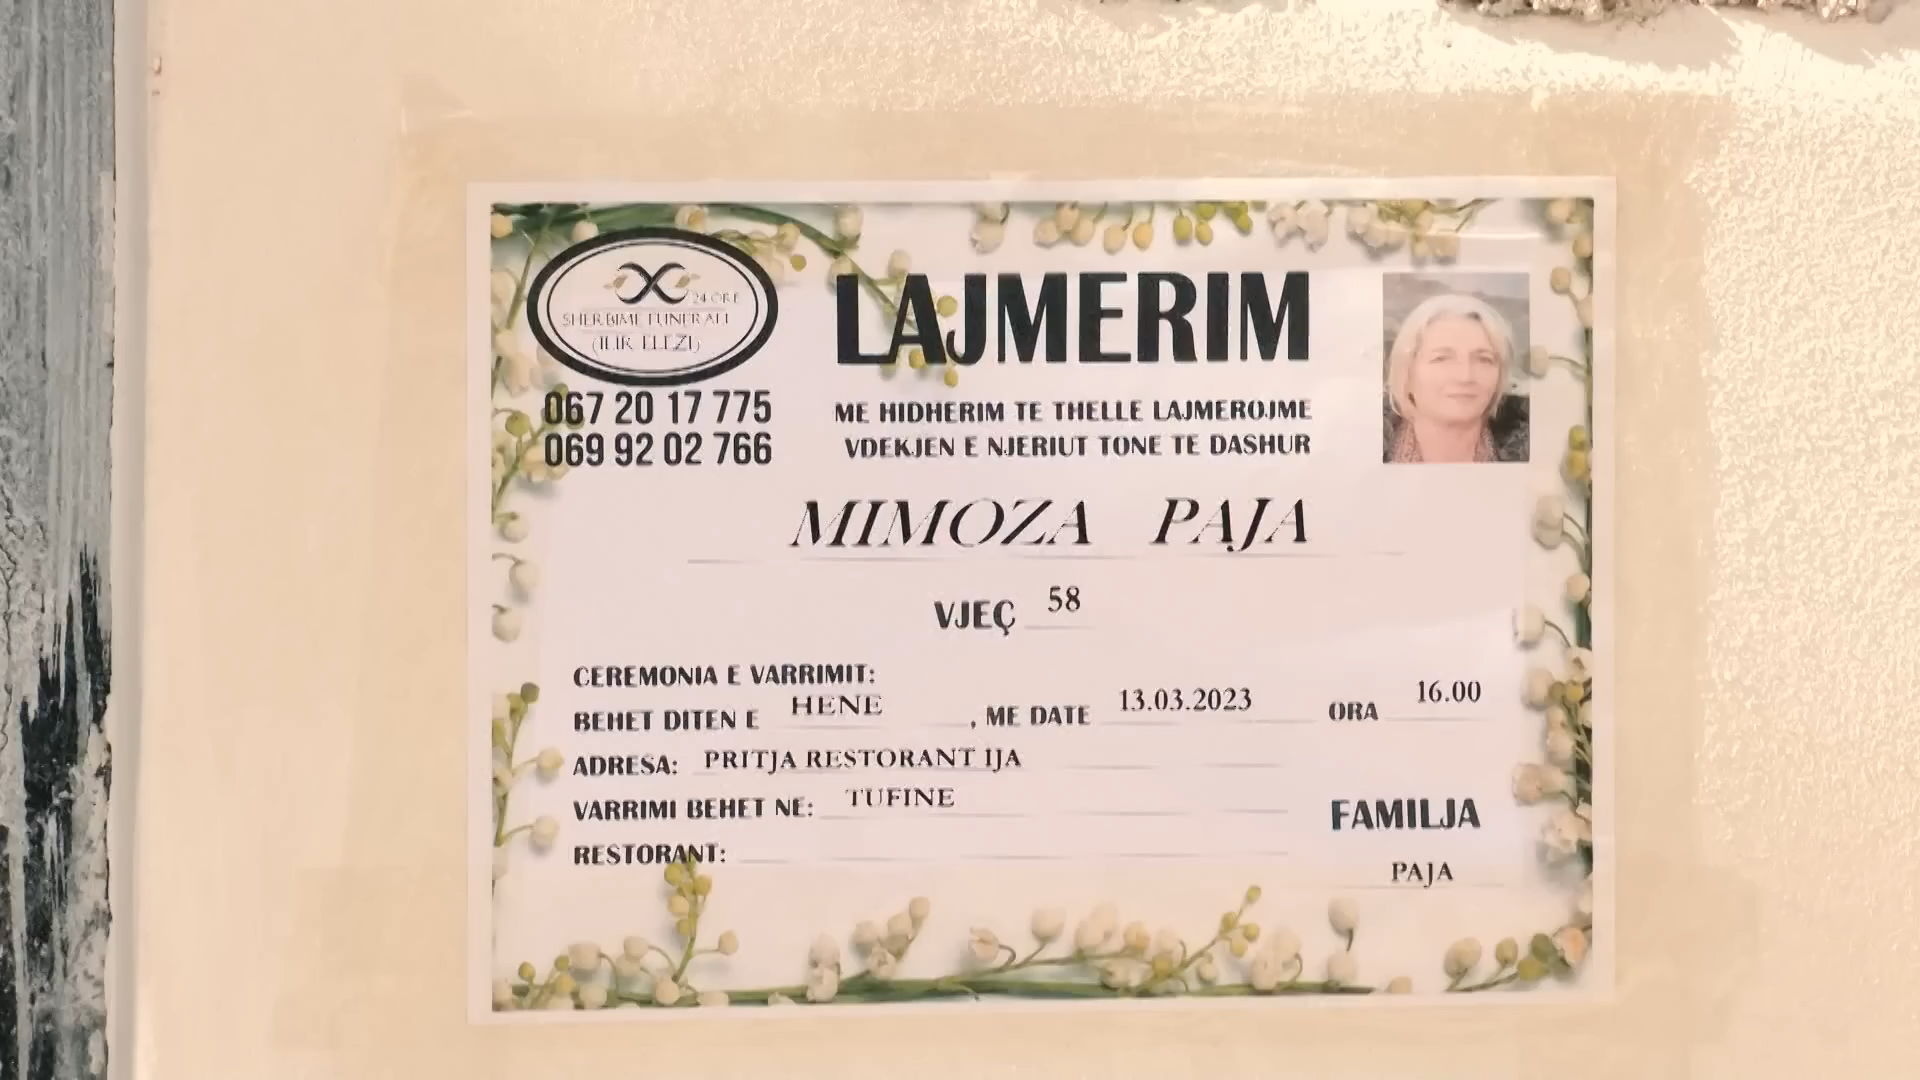 24 ORE
SHERBIME FUNERALI
(ILIR ELEZI)
067 20 17 775
069 92 02 766
LAJMERIM
ME HIDHERIM TE THELLE LAJMEROJME
VDEKJEN E NJERIUT TONE TE DASHUR
MIMOZA PAJA
VJEÇ 58
CEREMONIA E VARRIMIT:
BEHET DITEN E HENE , ME DATE 13.03.2023 ORA 16.00
ADRESA: PRITJA RESTORANT IJA
VARRIMI BEHET NE: TUFINE
RESTORANT:
FAMILJA
PAJA